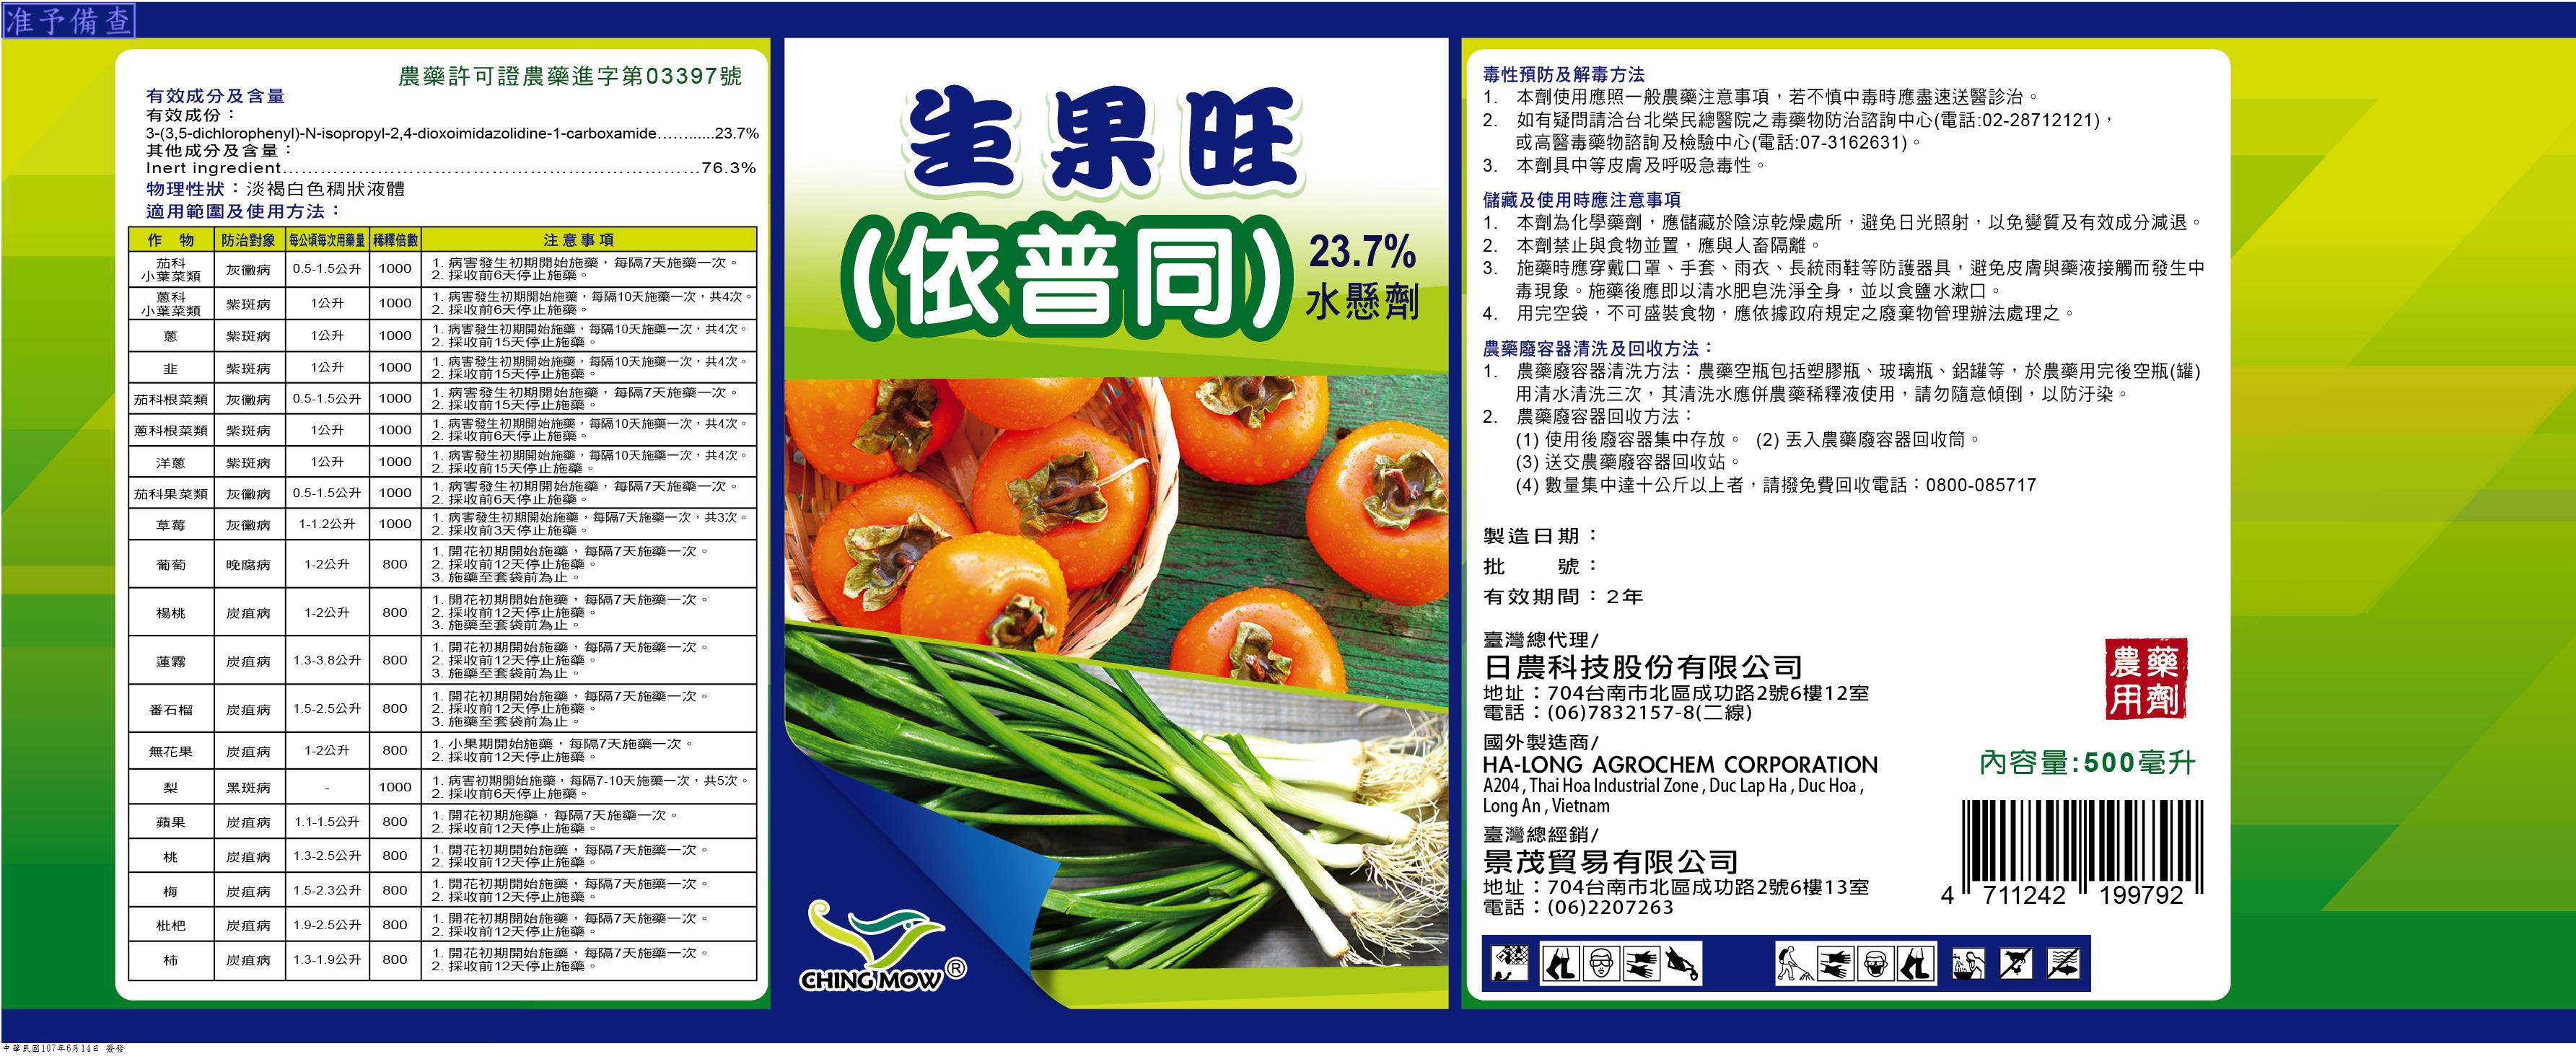 准予備查
農藥許可證農藥進字第03397號
有效成分及含量
有效成份：
3-(3,5-dichlorophenyl)-N-isopropyl-2,4-dioxoimidazolidine-1-carboxamide............23.7%
其他成分及含量：
Inert ingredient……………………………………………………………76.3%
物理性狀：淡褐白色稠狀液體
適用範圍及使用方法：
作 物 防治對象 每公頃每次用藥量 稀釋倍數 注意事項
茄科小葉菜類 灰黴病 0.5-1.5公升 1000 1. 病害發生初期開始施藥，每隔7天施藥一次。
2. 採收前6天停止施藥。
蔥科小葉菜類 紫斑病 1公升 1000 1. 病害發生初期開始施藥，每隔10天施藥一次，共4次。
2. 採收前6天停止施藥。
蔥 紫斑病 1公升 1000 1. 病害發生初期開始施藥，每隔10天施藥一次，共4次。
2. 採收前15天停止施藥。
韭 紫斑病 1公升 1000 1. 病害發生初期開始施藥，每隔10天施藥一次，共4次。
2. 採收前15天停止施藥。
茄科根菜類 灰黴病 0.5-1.5公升 1000 1. 病害發生初期開始施藥，每隔7天施藥一次。
2. 採收前15天停止施藥。
蔥科根菜類 紫斑病 1公升 1000 1. 病害發生初期開始施藥，每隔10天施藥一次，共4次。
2. 採收前6天停止施藥。
洋蔥 紫斑病 1公升 1000 1. 病害發生初期開始施藥，每隔10天施藥一次，共4次。
2. 採收前15天停止施藥。
茄科果菜類 灰黴病 0.5-1.5公升 1000 1. 病害發生初期開始施藥，每隔7天施藥一次。
2. 採收前6天停止施藥。
草莓 灰黴病 1-1.2公升 1000 1. 病害發生初期開始施藥，每隔7天施藥一次，共3次。
2. 採收前3天停止施藥。
葡萄 晚腐病 1-2公升 800 1. 開花初期開始施藥，每隔7天施藥一次。
2. 採收前12天停止施藥。
3. 施藥至套袋前為止。
楊桃 炭疽病 1-2公升 800 1. 開花初期開始施藥，每隔7天施藥一次。
2. 採收前12天停止施藥。
3. 施藥至套袋前為止。
蓮霧 炭疽病 1.3-3.8公升 800 1. 開花初期開始施藥，每隔7天施藥一次。
2. 採收前12天停止施藥。
3. 施藥至套袋前為止。
番石榴 炭疽病 1.5-2.5公升 800 1. 開花初期開始施藥，每隔7天施藥一次。
2. 採收前12天停止施藥。
3. 施藥至套袋前為止。
無花果 炭疽病 1-2公升 800 1. 小果期開始施藥，每隔7天施藥一次。
2. 採收前12天停止施藥。
梨 黑斑病 - 1000 1. 病害初期開始施藥，每隔7-10天施藥一次，共5次。
2. 採收前6天停止施藥。
蘋果 炭疽病 1.1-1.5公升 800 1. 開花初期施藥，每隔7天施藥一次。
2. 採收前12天停止施藥。
桃 炭疽病 1.3-2.5公升 800 1. 開花初期開始施藥，每隔7天施藥一次。
2. 採收前12天停止施藥。
梅 炭疽病 1.5-2.3公升 800 1. 開花初期開始施藥，每隔7天施藥一次。
2. 採收前12天停止施藥。
枇杷 炭疽病 1.9-2.5公升 800 1. 開花初期開始施藥，每隔7天施藥一次。
2. 採收前12天停止施藥。
柿 炭疽病 1.3-1.9公升 800 1. 開花初期開始施藥，每隔7天施藥一次。
2. 採收前12天停止施藥。
生果旺
(依普同)
23.7%
水懸劑
CHING MOW®
毒性預防及解毒方法
1. 本劑使用應照一般農藥注意事項，若不慎中毒時應盡速送醫診治。
2. 如有疑問請洽台北榮民總醫院之毒藥物防治諮詢中心(電話:02-28712121)，
或高醫毒藥物諮詢及檢驗中心(電話:07-3162631)。
3. 本劑具中等皮膚及呼吸急毒性。
儲藏及使用時應注意事項
1. 本劑為化學藥劑，應儲藏於陰涼乾燥處所，避免日光照射，以免變質及有效成分減退。
2. 本劑禁止與食物並置，應與人畜隔離。
3. 施藥時應穿戴口罩、手套、雨衣、長統雨鞋等防護器具，避免皮膚與藥液接觸而發生中
毒現象。施藥後應即以清水肥皂洗淨全身，並以食鹽水漱口。
4. 用完空袋，不可盛裝食物，應依據政府規定之廢棄物管理辦法處理之。
農藥廢容器清洗及回收方法：
1. 農藥廢容器清洗方法：農藥空瓶包括塑膠瓶、玻璃瓶、鋁罐等，於農藥用完後空瓶(罐)
用清水清洗三次，其清洗水應併農藥稀釋液使用，請勿隨意傾倒，以防汙染。
2. 農藥廢容器回收方法：
(1) 使用後廢容器集中存放。 (2) 丟入農藥廢容器回收筒。
(3) 送交農藥廢容器回收站。
(4) 數量集中達十公斤以上者，請撥免費回收電話：0800-085717
製造日期：
批 號：
有效期間：2年
臺灣總代理/
日農科技股份有限公司
地址：704台南市北區成功路2號6樓12室
電話：(06)7832157-8(二線)
國外製造商/
HA-LONG AGROCHEM CORPORATION
A204 , Thai Hoa Industrial Zone , Duc Lap Ha , Duc Hoa ,
Long An , Vietnam
臺灣總經銷/
景茂貿易有限公司
地址：704台南市北區成功路2號6樓13室
電話：(06)2207263
農藥
用劑
內容量:500毫升
4 711242 199792
中華民國107年6月14日 簽發